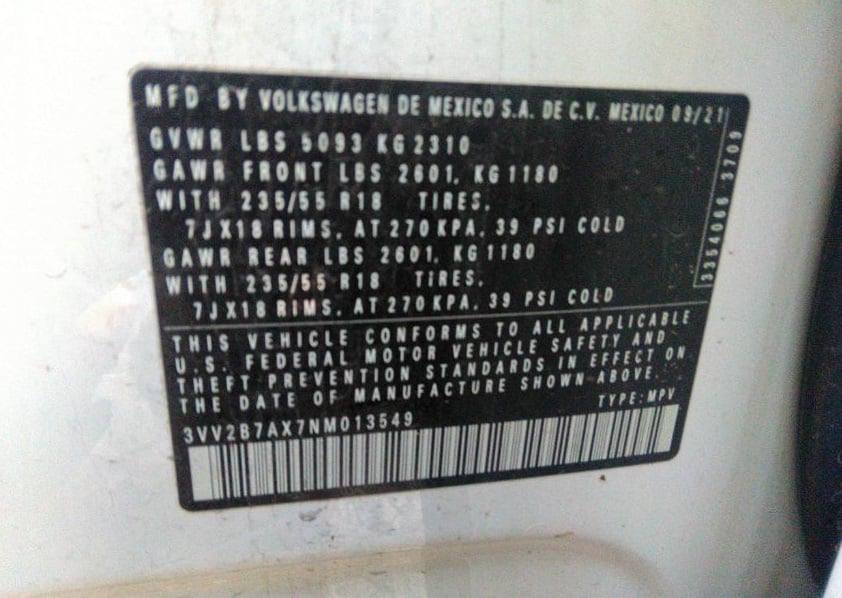 MFD BY VOLKSWAGEN DE MEXICO S.A. DE C.V. MEXICO 09/21
GVWR LBS 5093 KG 2310
GAWR FRONT LBS 2601, KG 1180
WITH 235/55 R18 TIRES,
7JX18 RIMS, AT 270 KPA, 39 PSI COLD
GAWR REAR LBS 2601, KG 1180
WITH 235/55 R18 TIRES,
7JX18 RIMS, AT 270 KPA, 39 PSI COLD
3354066 3709
THIS VEHICLE CONFORMS TO ALL APPLICABLE
U.S. FEDERAL MOTOR VEHICLE SAFETY AND
THEFT PREVENTION STANDARDS IN EFFECT ON
THE DATE OF MANUFACTURE SHOWN ABOVE.
TYPE: MPV
3VV2B7AX7NM013549